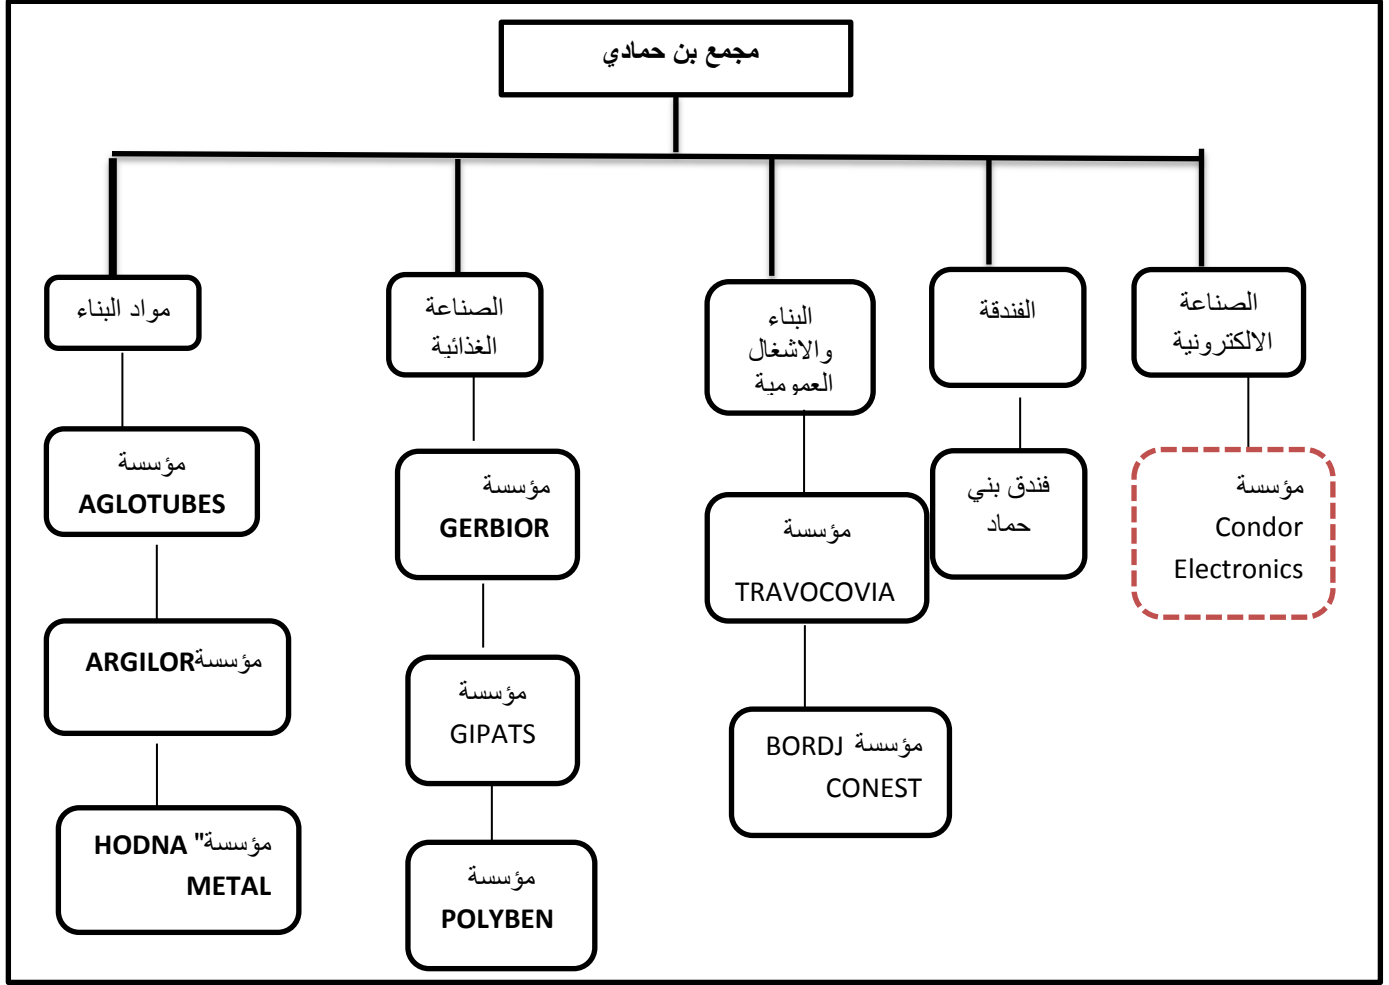 مجمع بن حمادي
الصناعة
الالكترونية
الفندقة
البناء
والاشغال
العمومية
الصناعة
الغذائية
مواد البناء
مؤسسة
Condor
Electronics
فندق بني
حماد
مؤسسة
TRAVOCOVIA
مؤسسة BORDJ
CONEST
مؤسسة
GERBIOR
مؤسسة
GIPATS
مؤسسة
POLYBEN
مؤسسة
AGLOTUBES
مؤسسةARGILOR
مؤسسة" HODNA
METAL